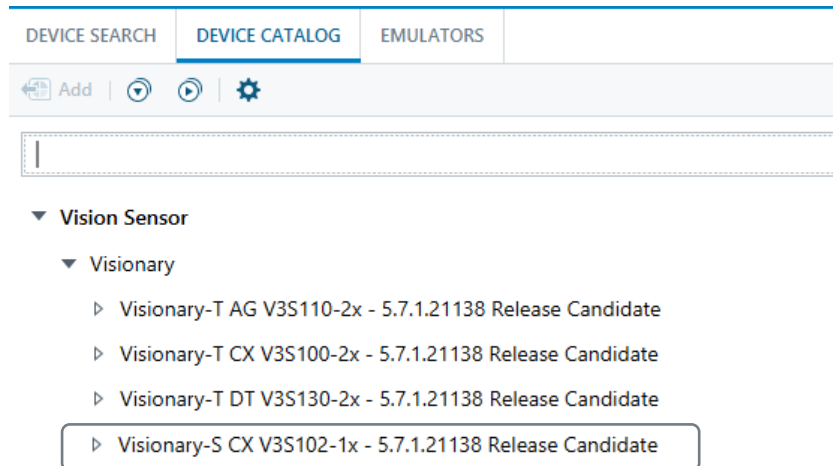 DEVICE SEARCH DEVICE CATALOG EMULATORS
Add
Vision Sensor
Visionary
Visionary-T AG V3S110-2x - 5.7.1.21138 Release Candidate
Visionary-T CX V3S100-2x - 5.7.1.21138 Release Candidate
Visionary-T DT V3S130-2x - 5.7.1.21138 Release Candidate
Visionary-S CX V3S102-1x - 5.7.1.21138 Release Candidate